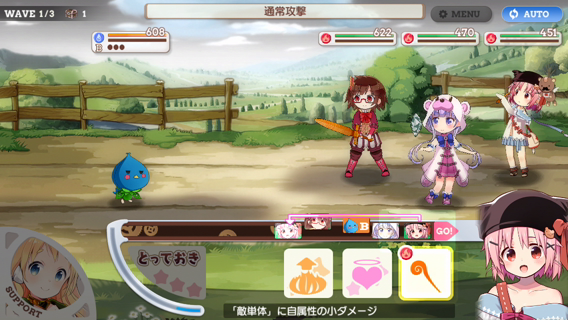 WAVE 1/3 1
通常攻撃
MENU
AUTO
608
B
622
470
451
B
GO!
とっておき
SUPPORT
「敵単体」に自属性の小ダメージ